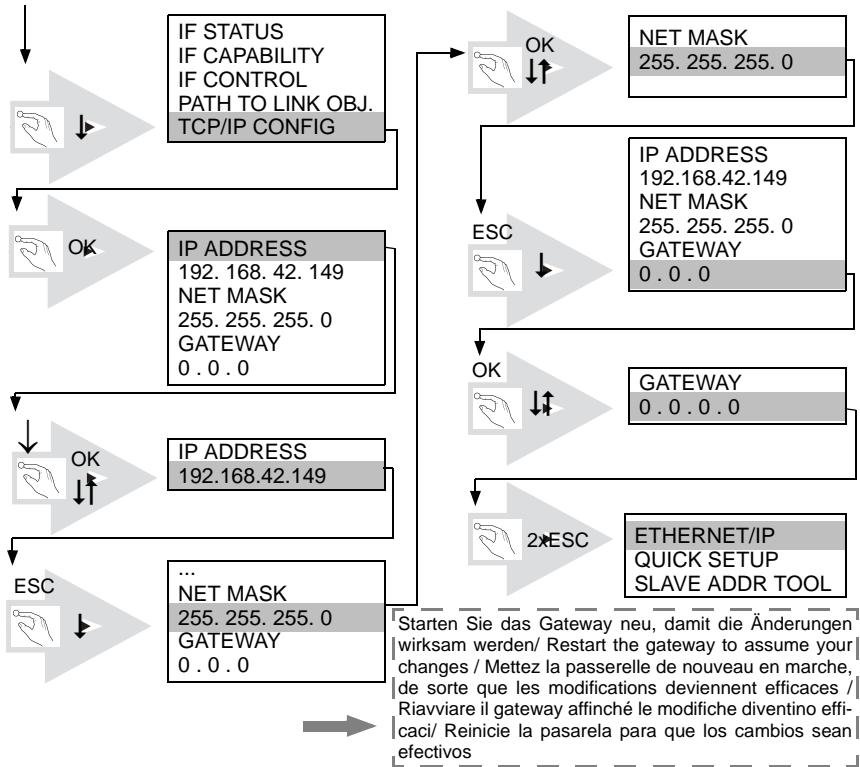 IF STATUS
IF CAPABILITY
IF CONTROL
PATH TO LINK OBJ.
TCP/IP CONFIG
OK
IP ADDRESS
192. 168. 42. 149
NET MASK
255. 255. 255. 0
GATEWAY
0 . 0 . 0
OK
IP ADDRESS
192.168.42.149
ESC
...
NET MASK
255. 255. 255. 0
GATEWAY
0 . 0 . 0
OK
NET MASK
255. 255. 255. 0
ESC
IP ADDRESS
192.168.42.149
NET MASK
255. 255. 255. 0
GATEWAY
0 . 0 . 0
OK
GATEWAY
0 . 0 . 0 . 0
2xESC
ETHERNET/IP
QUICK SETUP
SLAVE ADDR TOOL
Starten Sie das Gateway neu, damit die Änderungen
wirksam werden/ Restart the gateway to assume your
changes / Mettez la passerelle de nouveau en marche,
de sorte que les modifications deviennent efficaces /
Riavviare il gateway affinché le modifiche diventino effi-
caci/ Reinicie la pasarela para que los cambios sean
efectivos